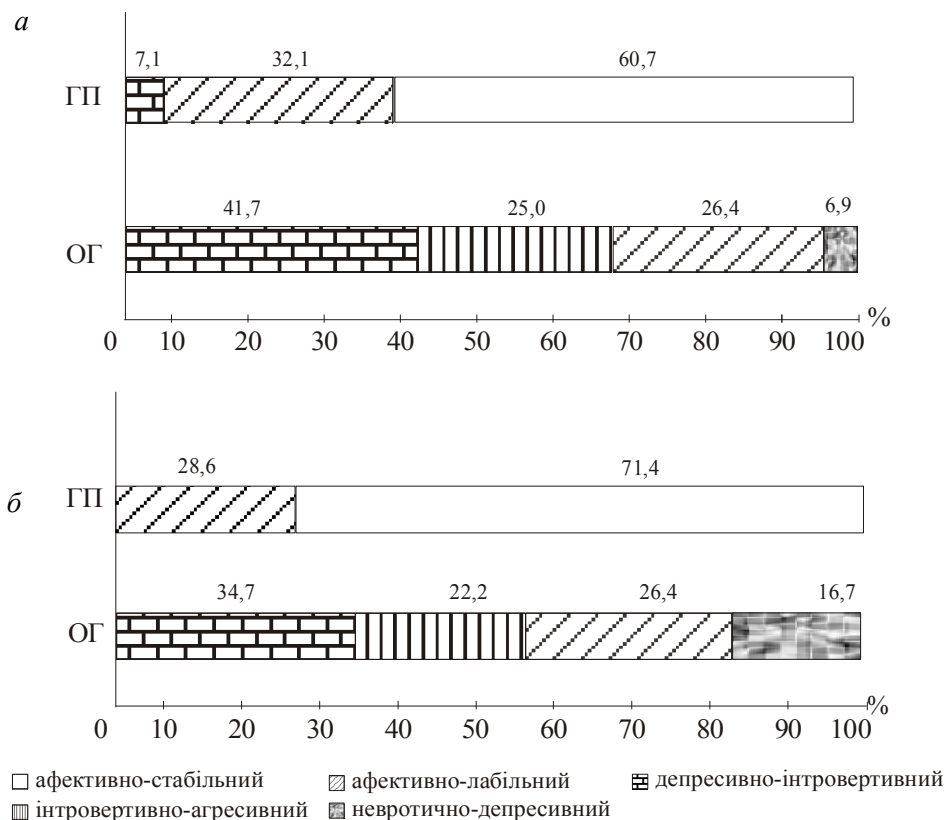 а
7,1 32,1 60,7
ГП
41,7 25,0 26,4 6,9
ОГ
%
0 10 20 30 40 50 60 70 80 90 100
28,6 71,4
б ГП
34,7 22,2 26,4 16,7
ОГ
%
0 10 20 30 40 50 60 70 80 90 100
афективно-стабільний афективно-лабільний депресивно-інтровертивний
інтровертивно-агресивний невротично-депресивний